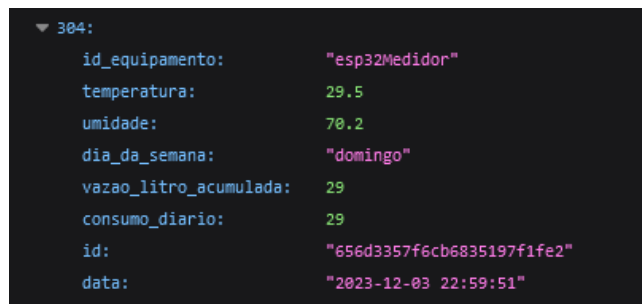 304:
id_equipamento: "esp32Medidor"
temperatura: 29.5
umidade: 70.2
dia_da_semana: "domingo"
vazao_litro_acumulada: 29
consumo_diario: 29
id: "656d3357f6cb6835197f1fe2"
data: "2023-12-03 22:59:51"